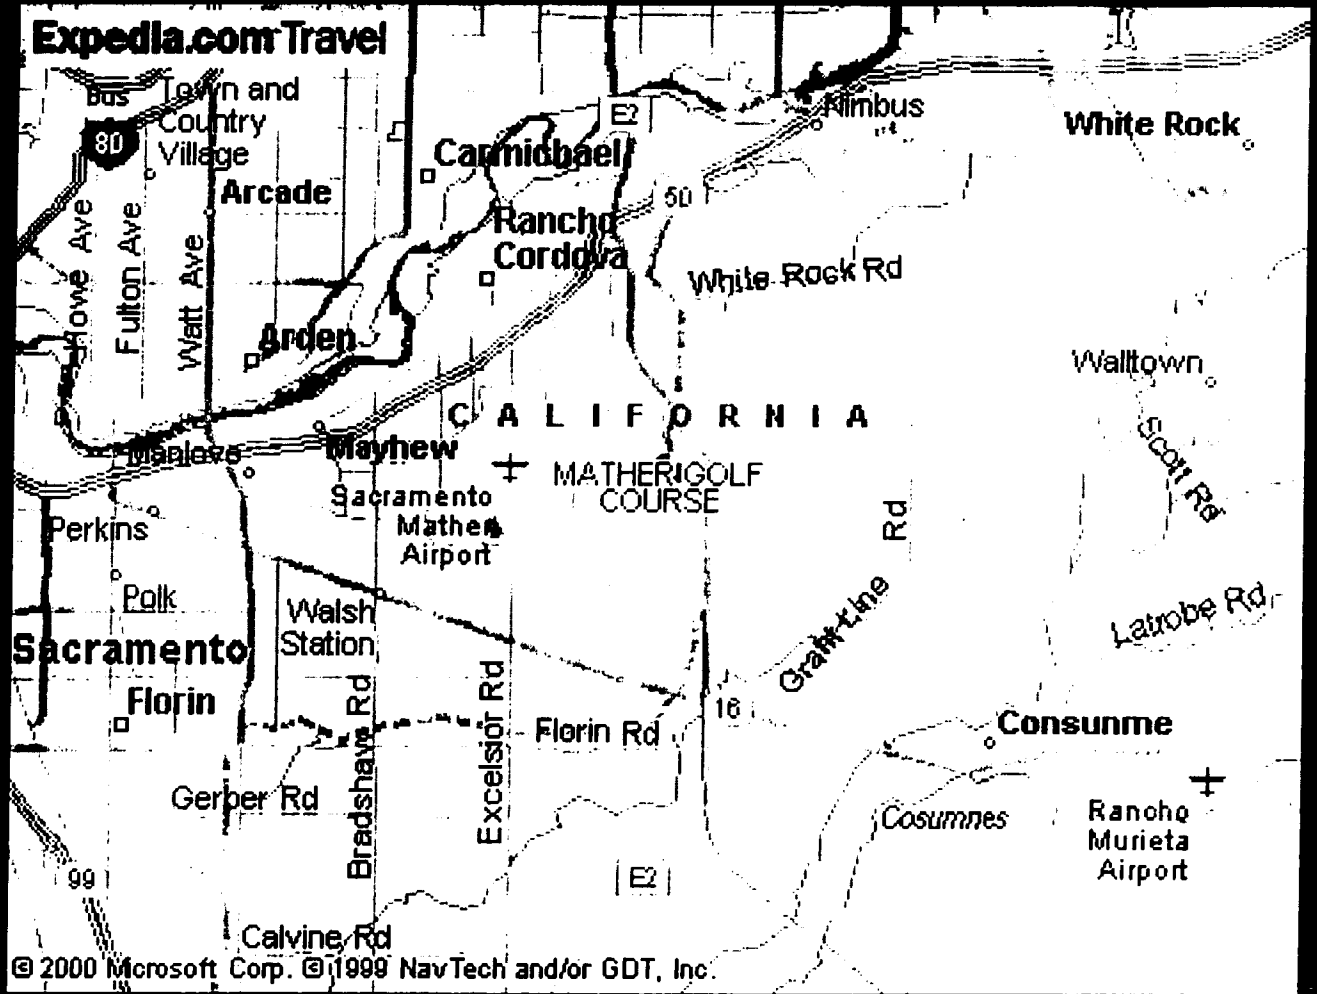 Expedia.com Travel
Bus
80
Town and
Country
Village
Arcade
Howe Ave
Fulton Ave
Watt Ave
Arden
Carmichael
E2
Nimbus
White Rock
50
Rancho
Cordova
White Rock Rd
Walltown
Scott Rd
CALIFORNIA
Manlove
Mayhew
MATHER GOLF
COURSE
Sacramento
Mather
Airport
Perkins
Polk
Walsh
Station
Sacramento
Florin
Grant Line
Rd
Latrobe Rd
16
Florin Rd
Consunme
Gerber Rd
Bradshaw Rd
Excelsior Rd
Cosumnes
Rancho
Murieta
Airport
99
E2
Calvine Rd
© 2000 Microsoft Corp. © 1999 NavTech and/or GDT, Inc.